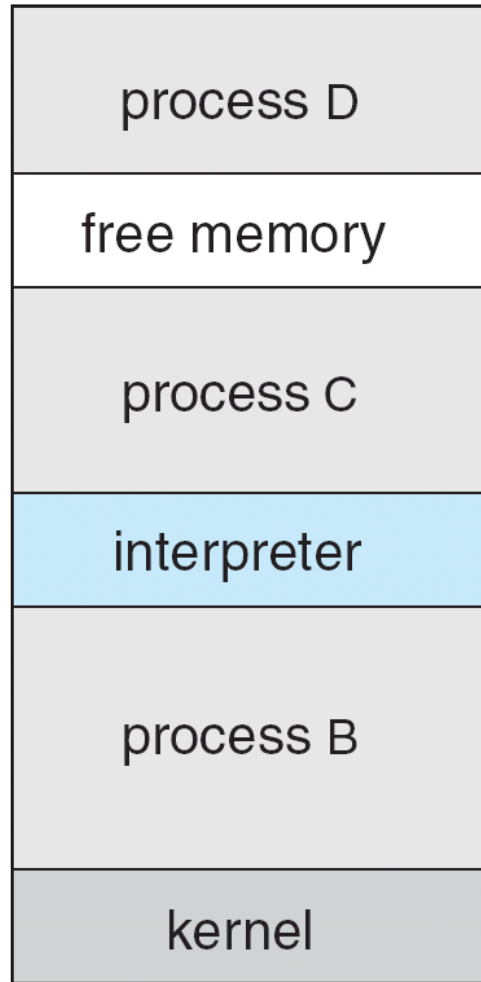 process D
free memory
process C
interpreter
process B
kernel